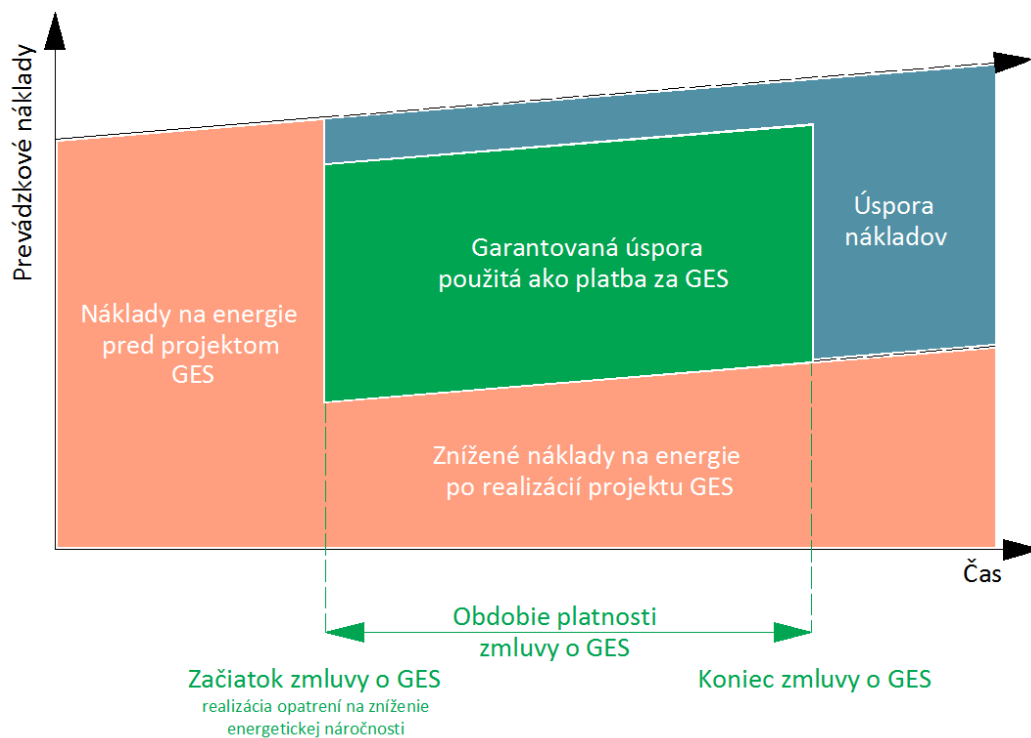 Prevádzkové náklady
Úspora
nákladov
Garantovaná úspora
použitá ako platba za GES
Náklady na energie
pred projektom
GES
Znížené náklady na energie
po realizácií projektu GES
Čas
Obdobie platnosti
zmluvy o GES
Začiatok zmluvy o GES
realizácia opatrení na zníženie
energetickej náročnosti
Koniec zmluvy o GES